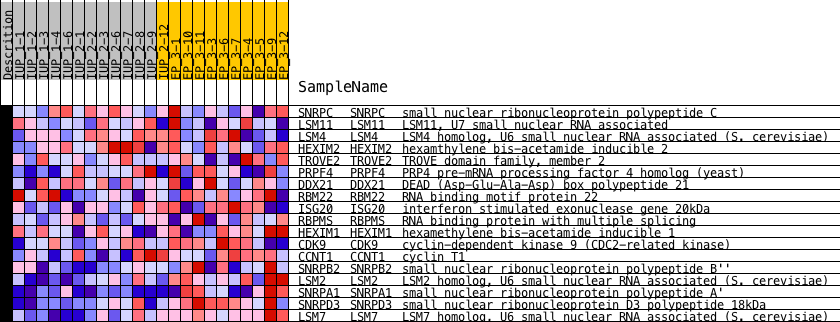 Descrition
IUP_1-1
IUP_1-2
IUP_1-3
IUP_1-4
IUP_1-6
IUP_2-1
IUP_2-2
IUP_2-3
IUP_2-6
IUP_2-7
IUP_2-8
IUP_2-9
IUP_2-12
EP_3-1
EP_3-10
EP_3-11
EP_3-3
EP_3-6
EP_3-7
EP_3-4
EP_3-5
EP_3-9
EP_3-12
SampleName
SNRPC SNRPC small nuclear ribonucleoprotein polypeptide C
LSM11 LSM11 LSM11, U7 small nuclear RNA associated
LSM4 LSM4 LSM4 homolog, U6 small nuclear RNA associated (S. cerevisiae)
HEXIM2 HEXIM2 hexamthylene bis-acetamide inducible 2
TROVE2 TROVE2 TROVE domain family, member 2
PRPF4 PRPF4 PRP4 pre-mRNA processing factor 4 homolog (yeast)
DDX21 DDX21 DEAD (Asp-Glu-Ala-Asp) box polypeptide 21
RBM22 RBM22 RNA binding motif protein 22
ISG20 ISG20 interferon stimulated exonuclease gene 20kDa
RBPMS RBPMS RNA binding protein with multiple splicing
HEXIM1 HEXIM1 hexamethylene bis-acetamide inducible 1
CDK9 CDK9 cyclin-dependent kinase 9 (CDC2-related kinase)
CCNT1 CCNT1 cyclin T1
SNRPB2 SNRPB2 small nuclear ribonucleoprotein polypeptide B''
LSM2 LSM2 LSM2 homolog, U6 small nuclear RNA associated (S. cerevisiae)
SNRPA1 SNRPA1 small nuclear ribonucleoprotein polypeptide A'
SNRPD3 SNRPD3 small nuclear ribonucleoprotein D3 polypeptide 18kDa
LSM7 LSM7 LSM7 homolog, U6 small nuclear RNA associated (S. cerevisiae)